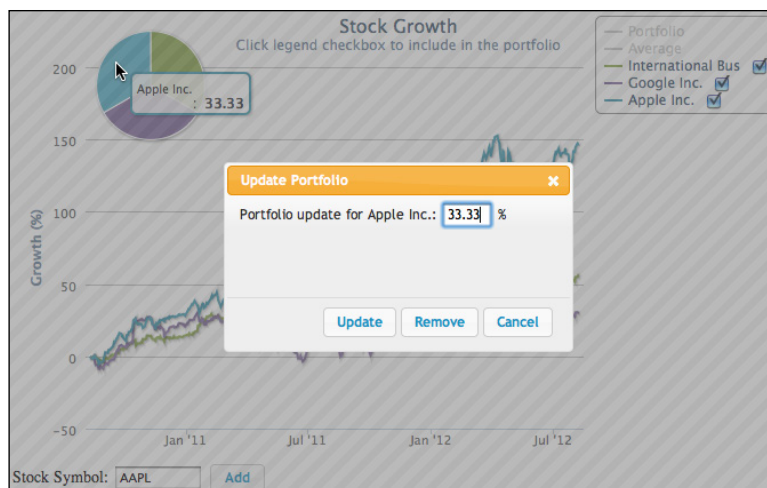 Stock Growth
Click legend checkbox to include in the portfolio
Portfolio
Average
International Bus
Google Inc.
Apple Inc.
Apple Inc.
: 33.33
Update Portfolio
Portfolio update for Apple Inc.: 33.33 %
Update Remove Cancel
Growth (%)
200
150
100
50
0
-50
Jan '11 Jul '11 Jan '12 Jul '12
Stock Symbol: AAPL Add